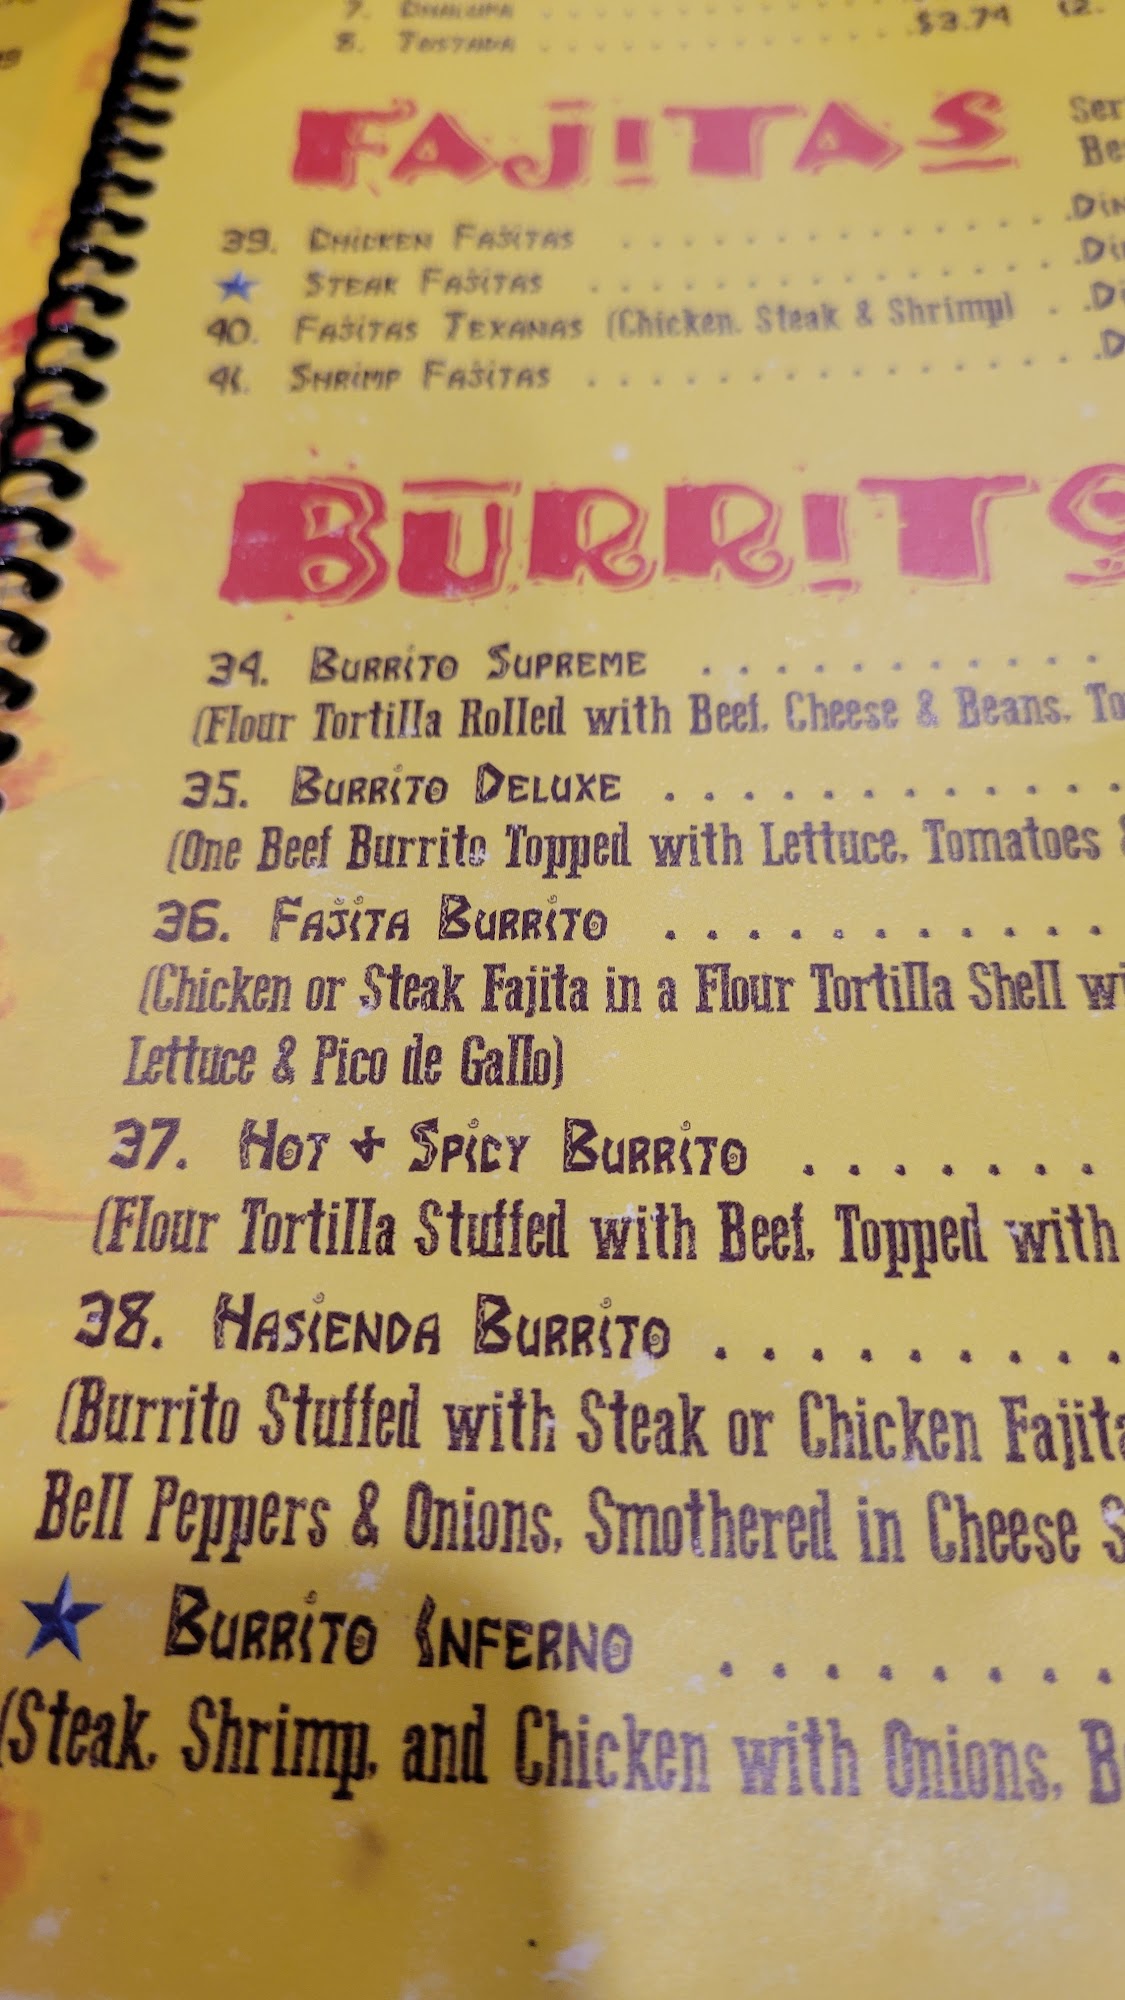 7. Chalupa . . . . . . . . .
8. Tostada . . . . . . . . . .$3.74
FAJITAS
39. Chicken Fajitas . . . . . . . . . . .
Steak Fajitas . . . . . . . . . . . .
40. Fajitas Texanas (Chicken, Steak & Shrimp) . .
41. Shrimp Fajitas . . . . . . . . . . . . .
BURRITO
34. Burrito Supreme . . . . . . . . . .
(Flour Tortilla Rolled with Beef, Cheese & Beans, To
35. Burrito Deluxe . . . . . . . . . . . .
(One Beef Burrito Topped with Lettuce, Tomatoes &
36. Fajita Burrito . . . . . . . . . . .
(Chicken or Steak Fajita in a Flour Tortilla Shell wi
Lettuce & Pico de Gallo)
37. Hot + Spicy Burrito . . . . . . .
(Flour Tortilla Stuffed with Beef, Topped with
38. Hasienda Burrito . . . . . . . . .
(Burrito Stuffed with Steak or Chicken Fajita
Bell Peppers & Onions, Smothered in Cheese S
Burrito Inferno . . . . . . . .
(Steak, Shrimp, and Chicken with Onions, B